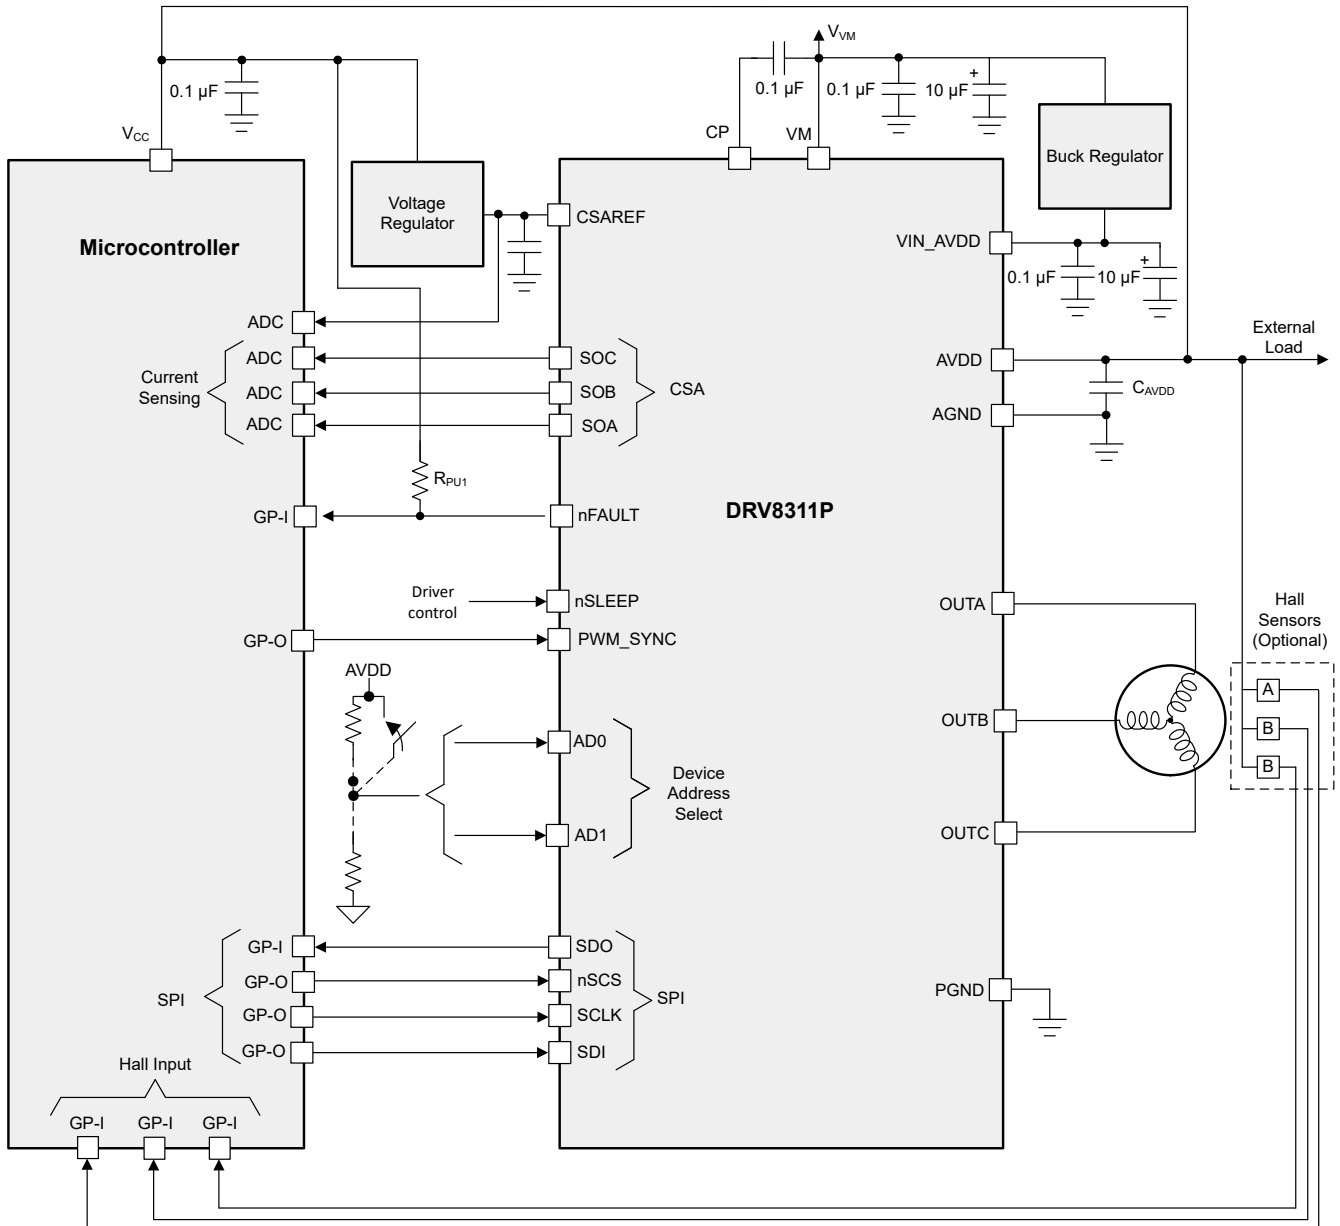 V_VM
0.1 µF
0.1 µF
0.1 µF
10 µF
V_CC
CP
VM
Buck Regulator
Voltage
Regulator
CSAREF
Microcontroller
VIN_AVDD
0.1 µF
10 µF
ADC
External
Load
ADC
SOC
AVDD
Current
Sensing
ADC
SOB
CSA
C_AVDD
ADC
SOA
AGND
R_PU1
GP-I
nFAULT
DRV8311P
Driver
control
nSLEEP
OUTA
Hall
Sensors
(Optional)
GP-O
PWM_SYNC
AVDD
A
OUTB
B
AD0
B
Device
Address
Select
AD1
OUTC
GP-I
SDO
GP-O
nSCS
PGND
SPI
SPI
GP-O
SCLK
GP-O
SDI
Hall Input
GP-I
GP-I
GP-I